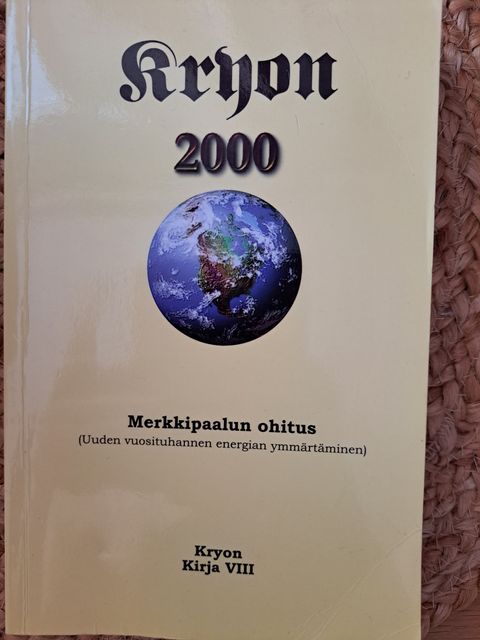 Kryon
2000
Merkkipaalun ohitus
(Uuden vuosituhannen energian ymmärtäminen)
Kryon
Kirja VIII